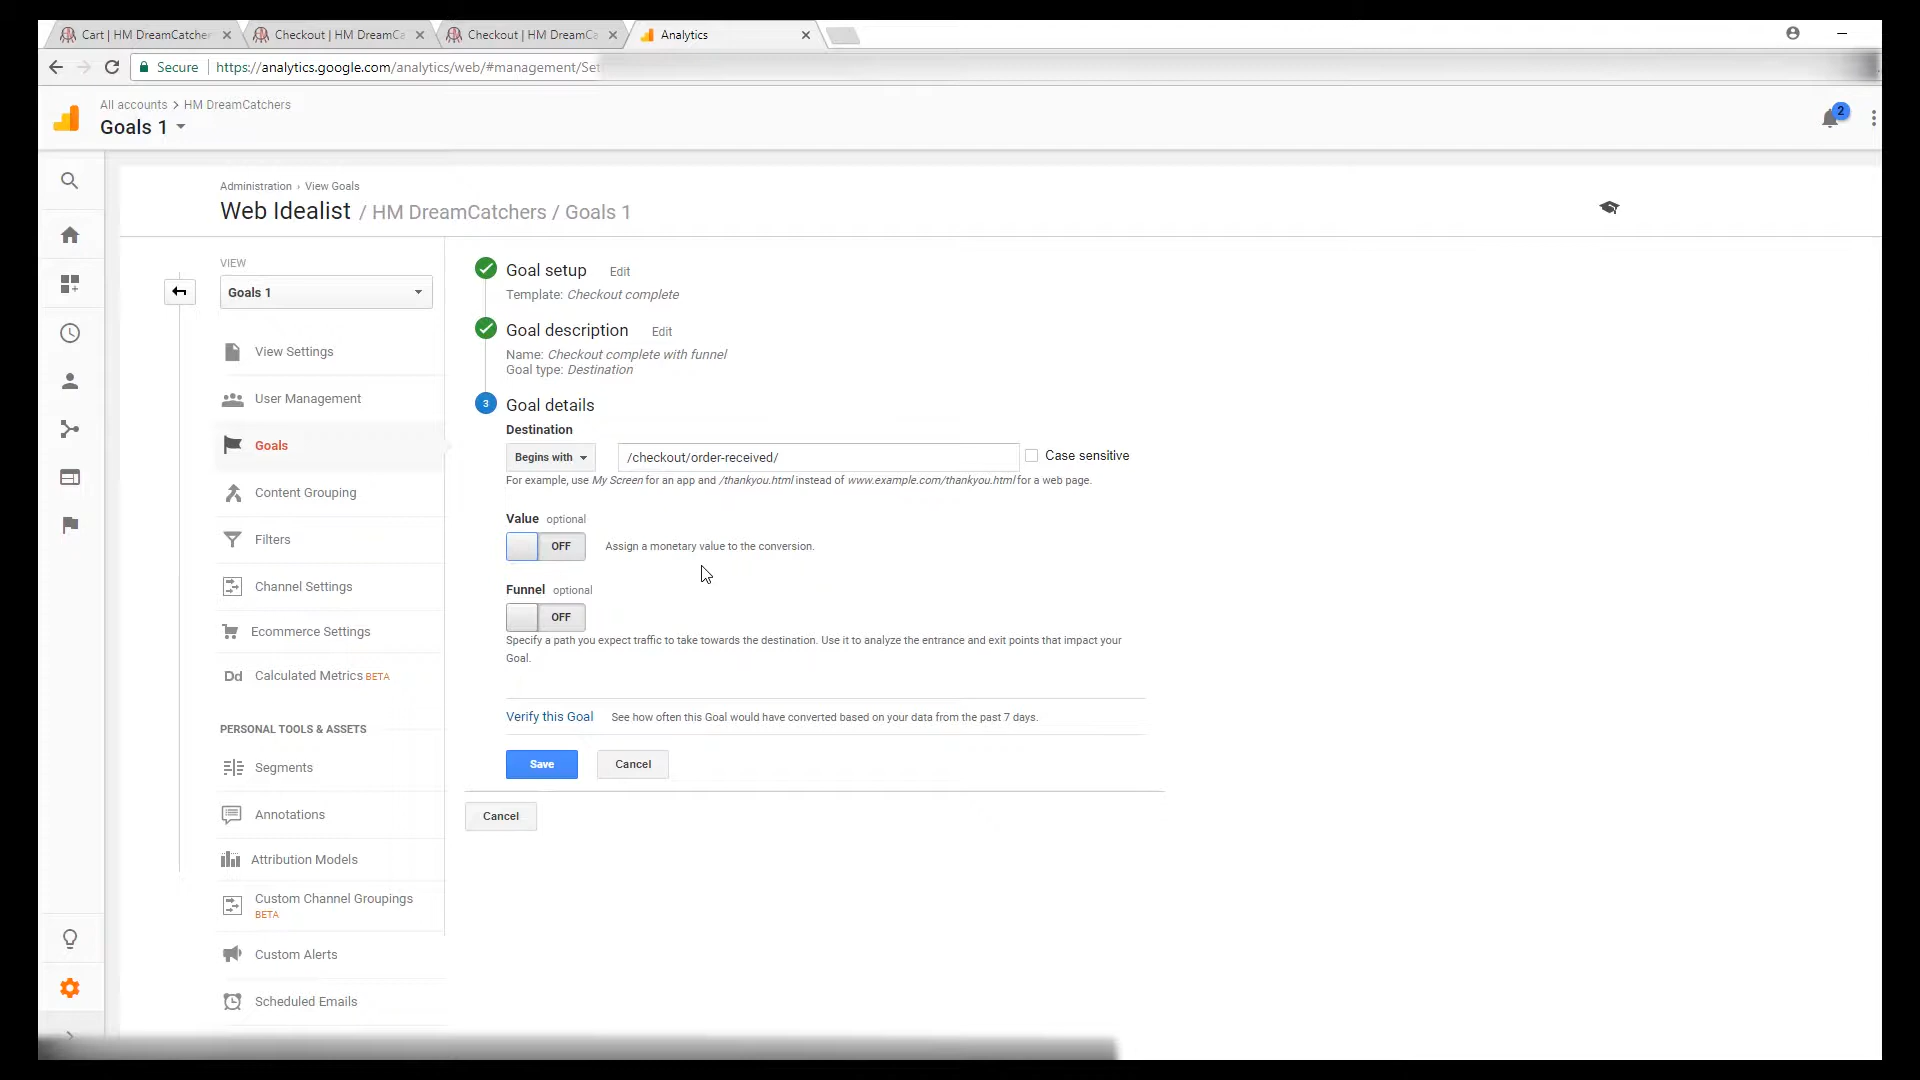 Cart | HM DreamCatcher
Checkout | HM DreamCa
Checkout | HM DreamCa
Analytics
Secure
https://analytics.google.com/analytics/web/#management/Set
All accounts > HM DreamCatchers
Goals 1
2
Administration › View Goals
Web Idealist / HM DreamCatchers / Goals 1
VIEW
Goals 1
View Settings
User Management
Goals
Content Grouping
Filters
Channel Settings
Ecommerce Settings
Dd Calculated Metrics BETA
PERSONAL TOOLS & ASSETS
Segments
Annotations
Attribution Models
Custom Channel Groupings
BETA
Custom Alerts
Scheduled Emails
Goal setup Edit
Template: Checkout complete
Goal description Edit
Name: Checkout complete with funnel
Goal type: Destination
3 Goal details
Destination
Begins with /checkout/order-received/ Case sensitive
For example, use My Screen for an app and /thankyou.html instead of www.example.com/thankyou.html for a web page.
Value optional
OFF Assign a monetary value to the conversion.
Funnel optional
OFF
Specify a path you expect traffic to take towards the destination. Use it to analyze the entrance and exit points that impact your
Goal.
Verify this Goal See how often this Goal would have converted based on your data from the past 7 days.
Save Cancel
Cancel